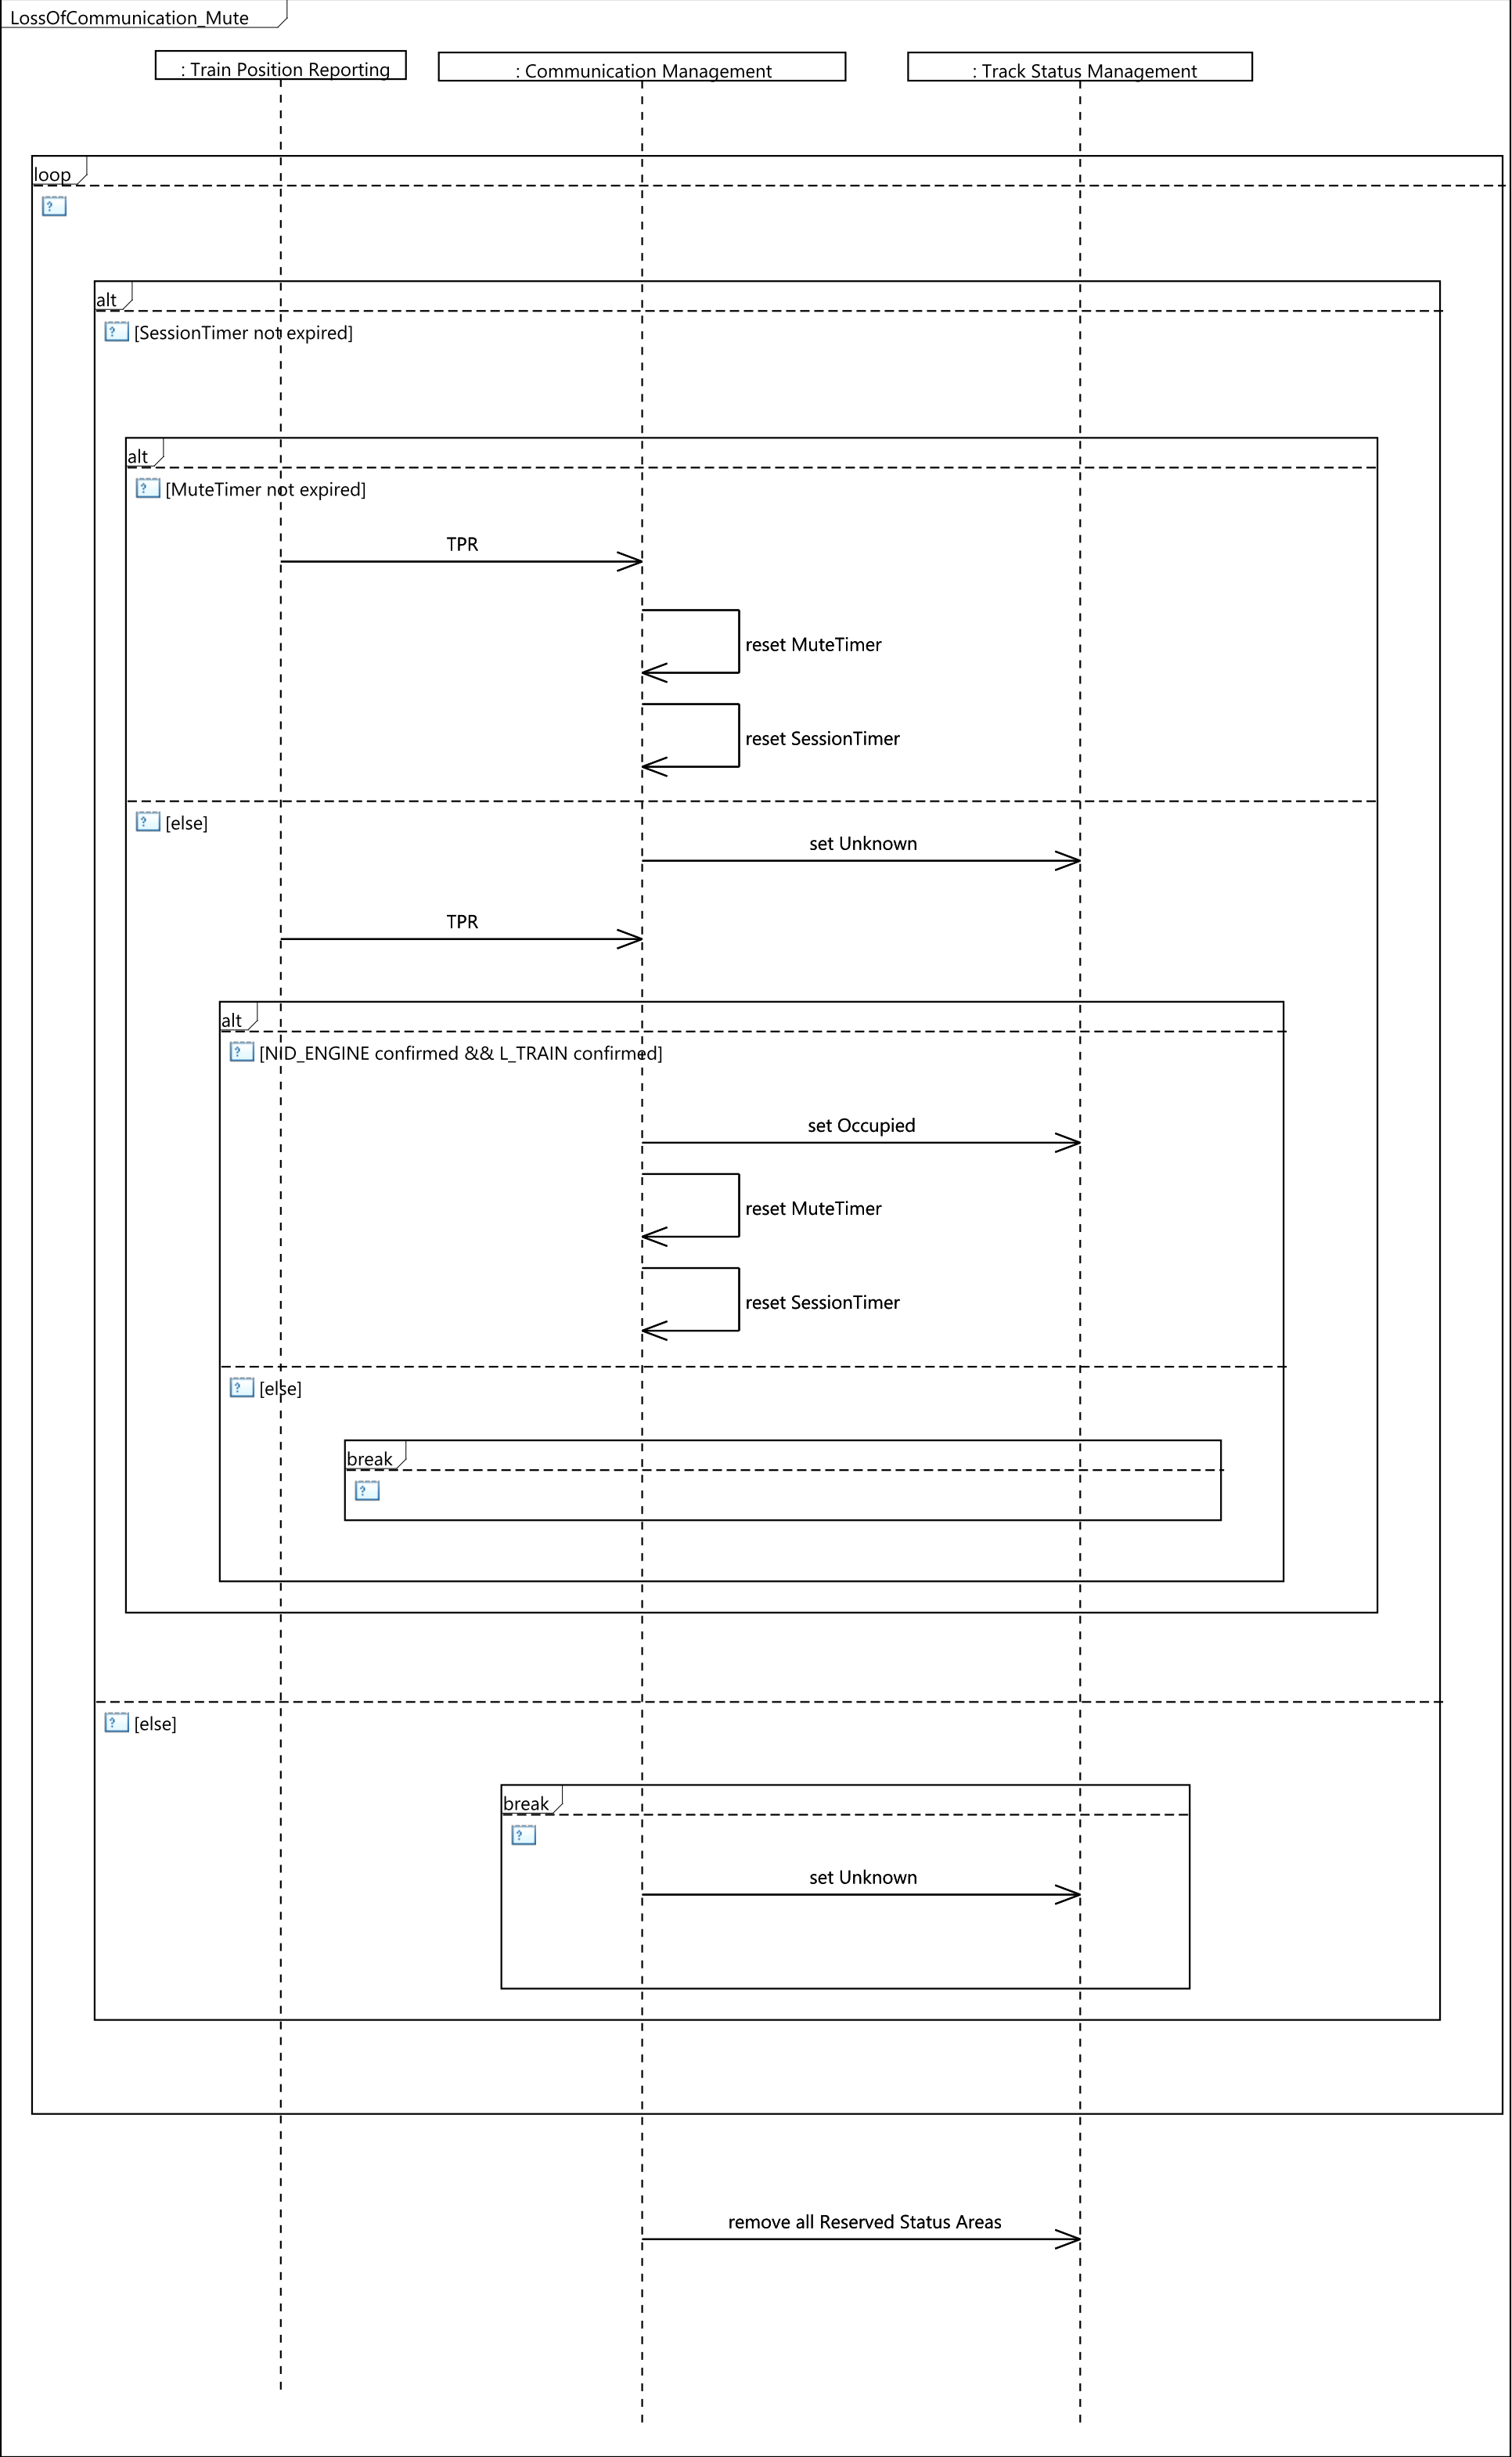 LossOfCommunication_Mute
: Train Position Reporting
: Communication Management
: Track Status Management
loop
?
alt
? [SessionTimer not expired]
alt
? [MuteTimer not expired]
TPR
reset MuteTimer
reset SessionTimer
? [else]
set Unknown
TPR
alt
? [NID_ENGINE confirmed && L_TRAIN confirmed]
set Occupied
reset MuteTimer
reset SessionTimer
? [else]
break
?
? [else]
break
?
set Unknown
remove all Reserved Status Areas